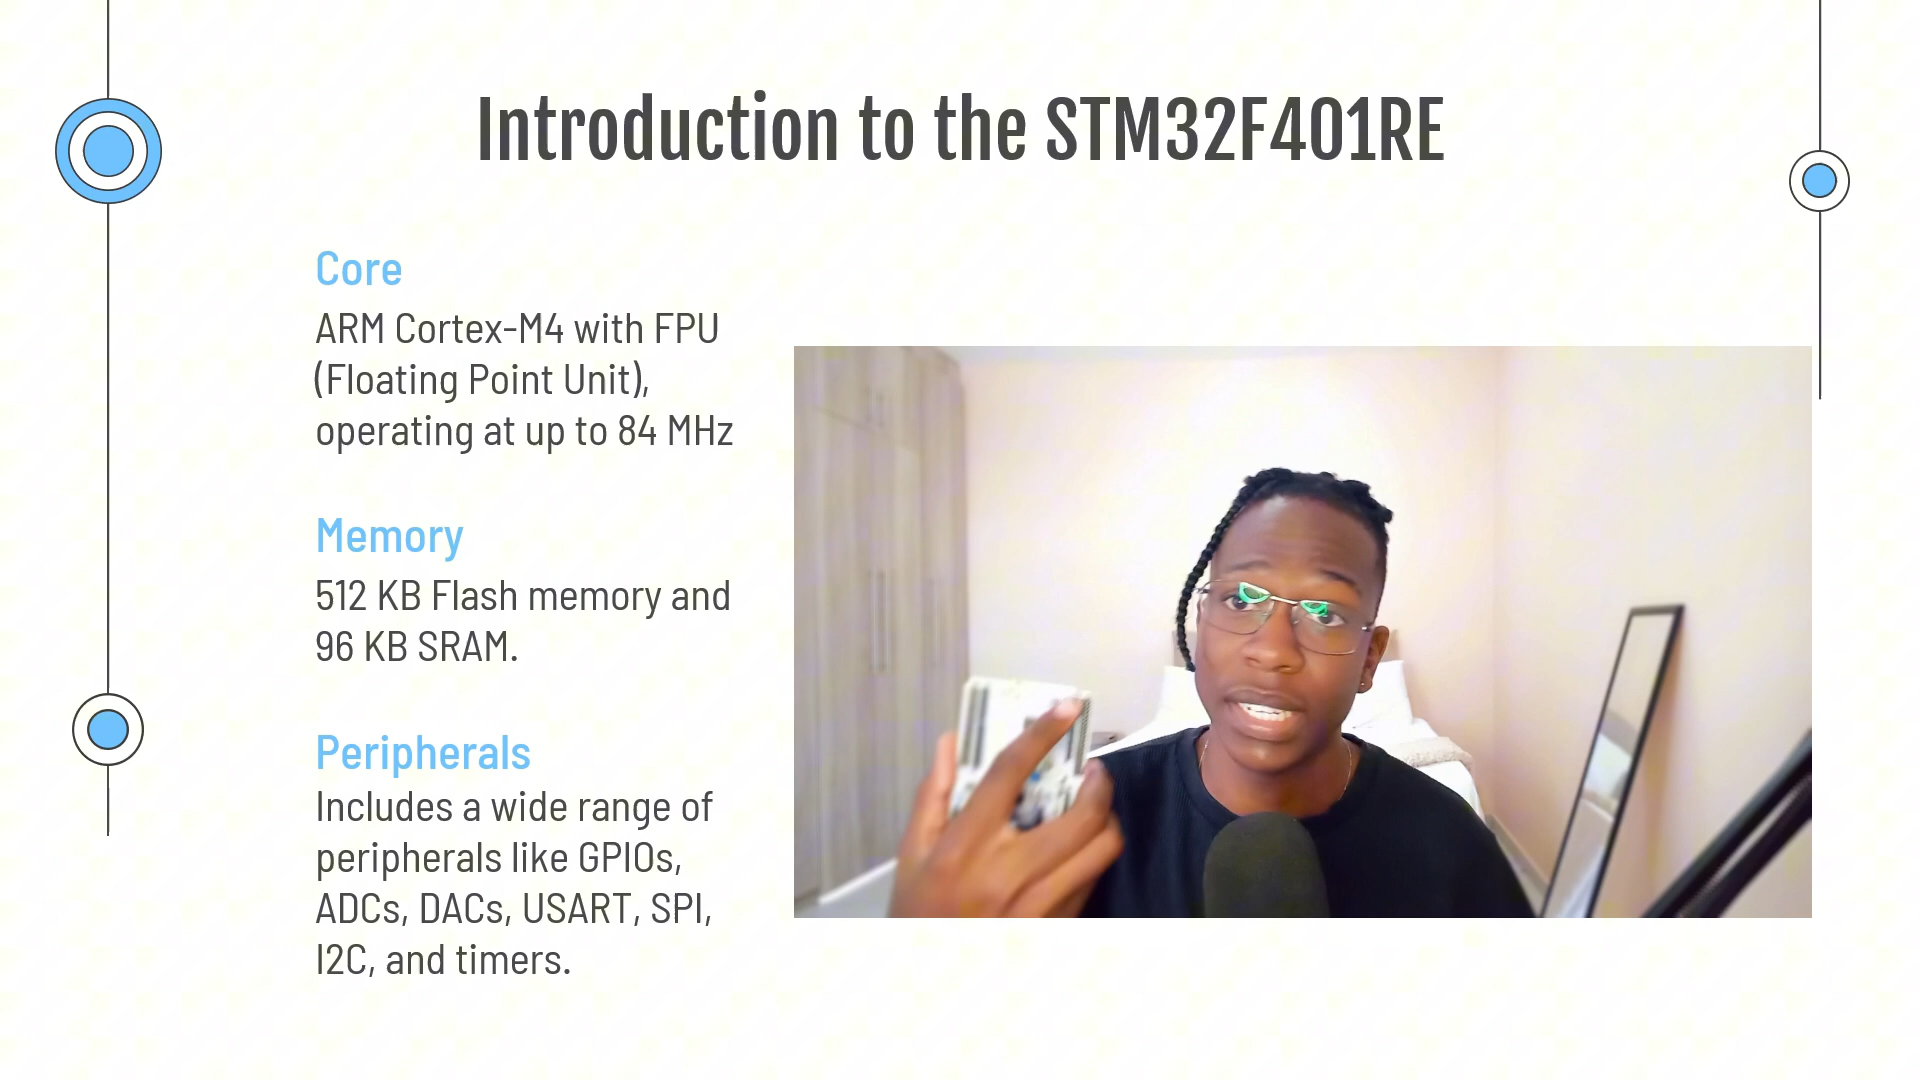 Introduction to the STM32F401RE
Core
ARM Cortex-M4 with FPU
(Floating Point Unit),
operating at up to 84 MHz
Memory
512 KB Flash memory and
96 KB SRAM.
Peripherals
Includes a wide range of
peripherals like GPIOs,
ADCs, DACs, USART, SPI,
I2C, and timers.